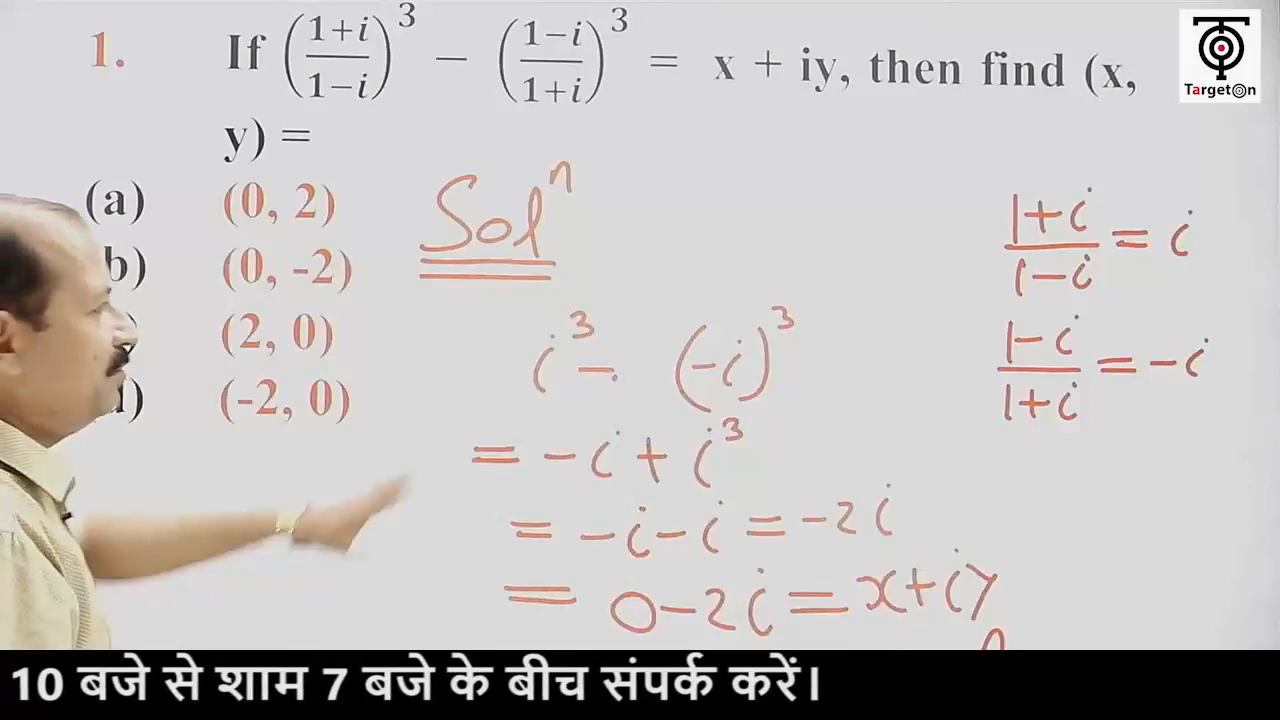 1. If ((1+i)/(1−i))³ − ((1−i)/(1+i))³ = x + iy, then find (x,
y) =
(a) (0, 2)
b) (0, -2)
(2, 0)
) (-2, 0)
Solⁿ
i³ − (-i)³
= -i + i³
= -i-i = -2i
= 0-2i = x+iy
(1+i)/(1-i) = i
(1-i)/(1+i) = -i
TargetOn
10 बजे से शाम 7 बजे के बीच संपर्क करें।